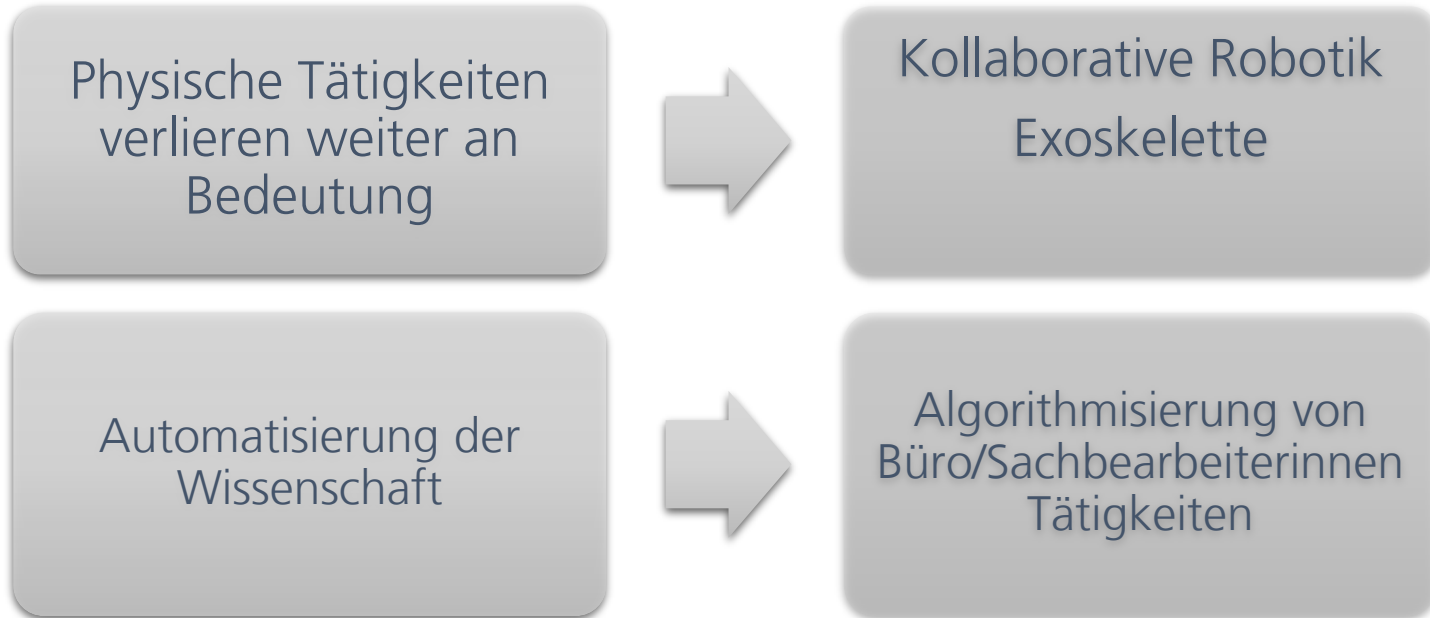 Physische Tätigkeiten
verlieren weiter an
Bedeutung
Kollaborative Robotik
Exoskelette
Automatisierung der
Wissenschaft
Algorithmisierung von
Büro/Sachbearbeiterinnen
Tätigkeiten